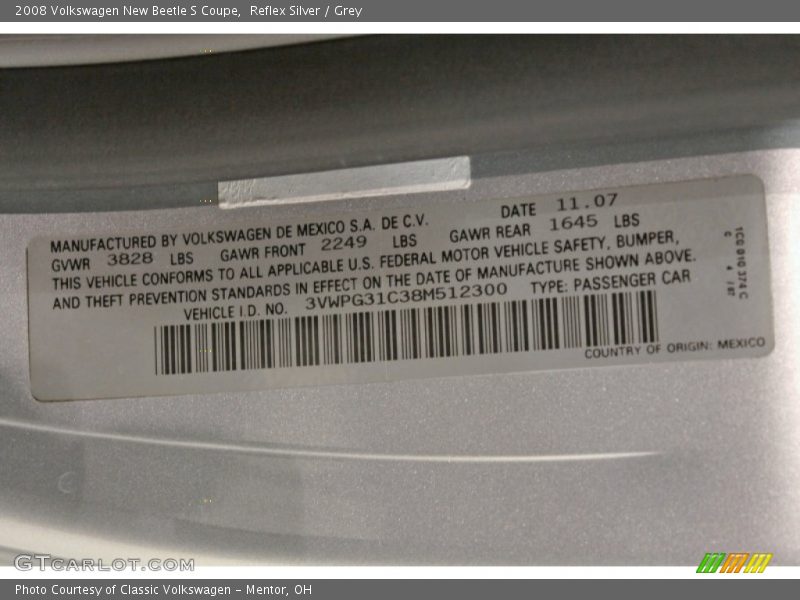 2008 Volkswagen New Beetle S Coupe, Reflex Silver / Grey
MANUFACTURED BY VOLKSWAGEN DE MEXICO S.A. DE C.V. DATE 11.07
GVWR 3828 LBS GAWR FRONT 2249 LBS GAWR REAR 1645 LBS
THIS VEHICLE CONFORMS TO ALL APPLICABLE U.S. FEDERAL MOTOR VEHICLE SAFETY, BUMPER,
AND THEFT PREVENTION STANDARDS IN EFFECT ON THE DATE OF MANUFACTURE SHOWN ABOVE.
VEHICLE I.D. NO. 3VWPG31C38M512300 TYPE: PASSENGER CAR
COUNTRY OF ORIGIN: MEXICO
1C0 010 374 C
GTCARLOT.COM
Photo Courtesy of Classic Volkswagen - Mentor, OH